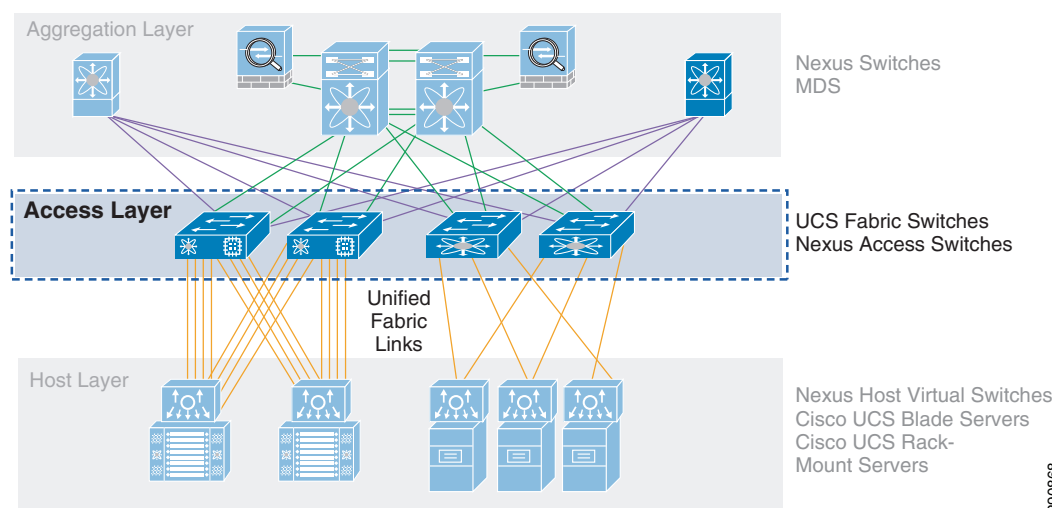 Aggregation Layer
Nexus Switches
MDS
Access Layer
UCS Fabric Switches
Nexus Access Switches
Unified
Fabric
Links
Host Layer
Nexus Host Virtual Switches
Cisco UCS Blade Servers
Cisco UCS Rack-
Mount Servers